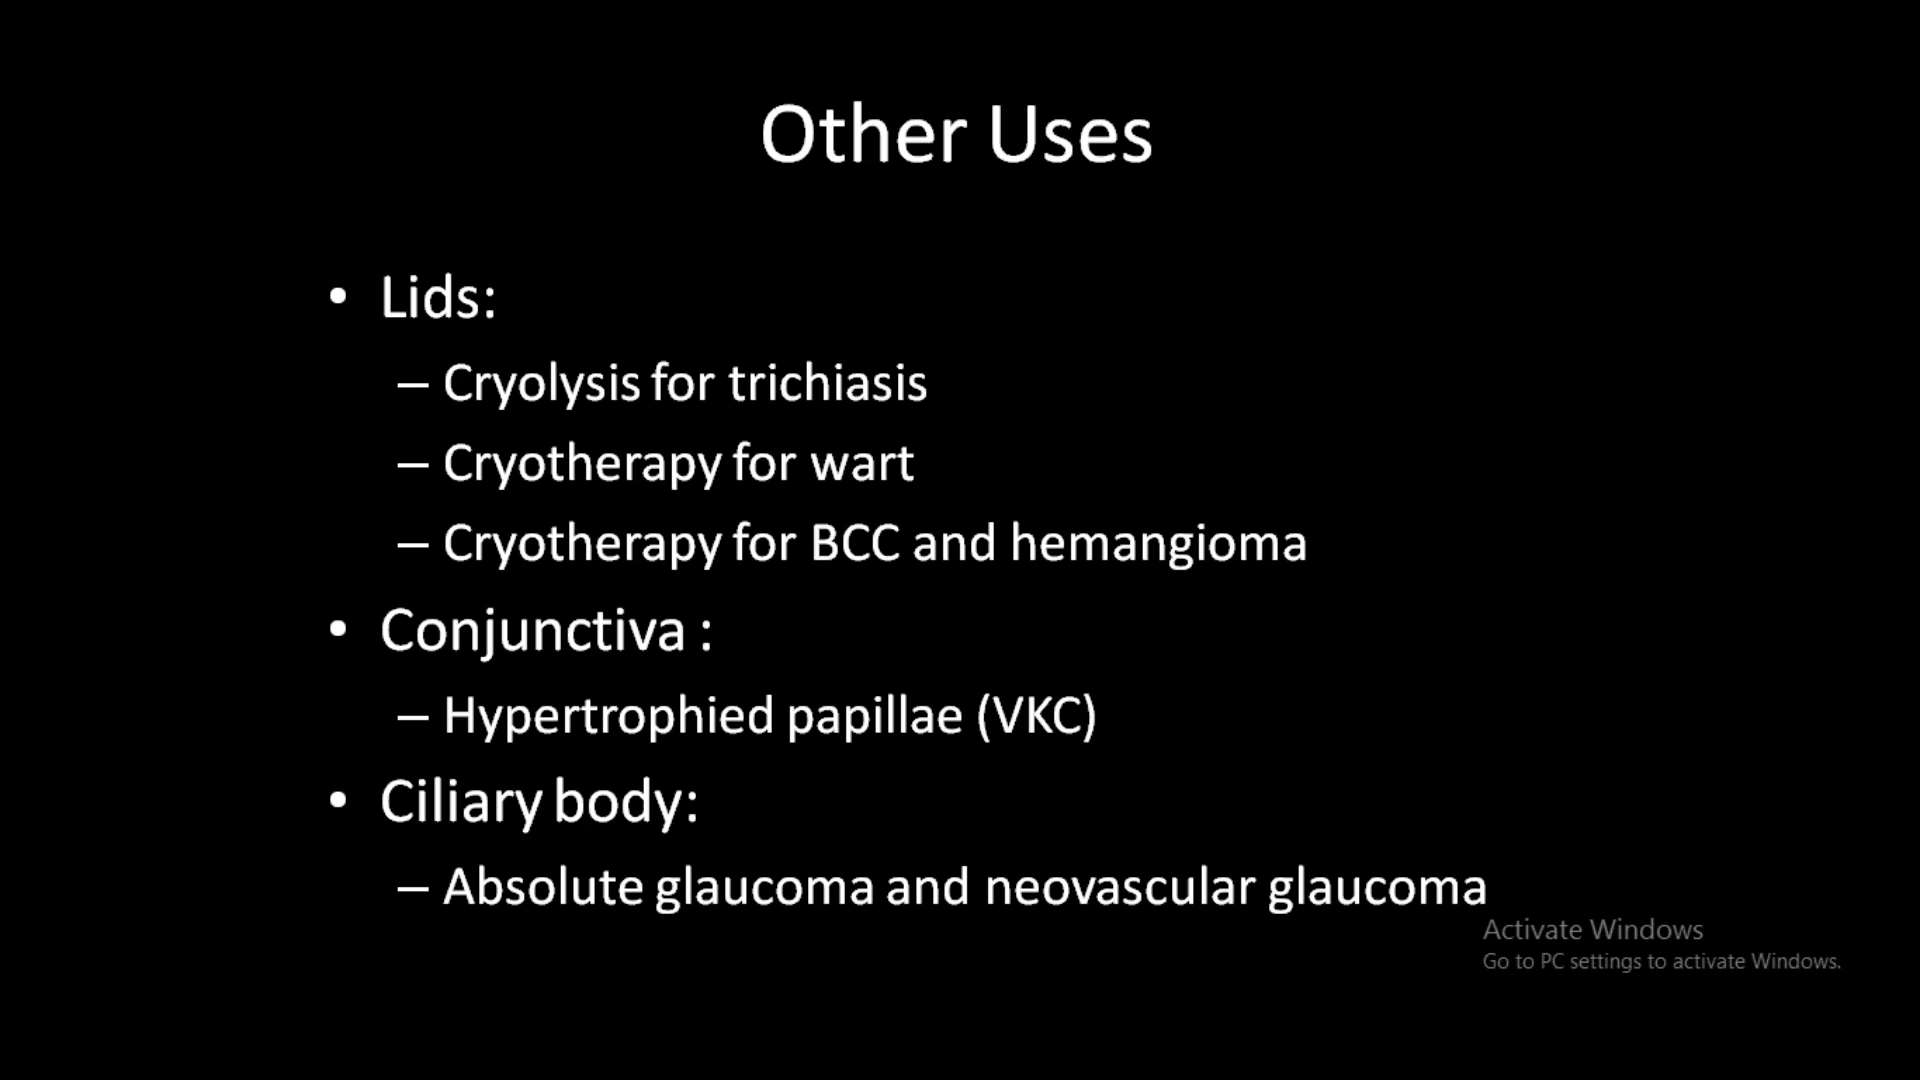 Other Uses
• Lids:
– Cryolysis for trichiasis
– Cryotherapy for wart
– Cryotherapy for BCC and hemangioma
• Conjunctiva :
– Hypertrophied papillae (VKC)
• Ciliary body:
– Absolute glaucoma and neovascular glaucoma
Activate Windows
Go to PC settings to activate Windows.